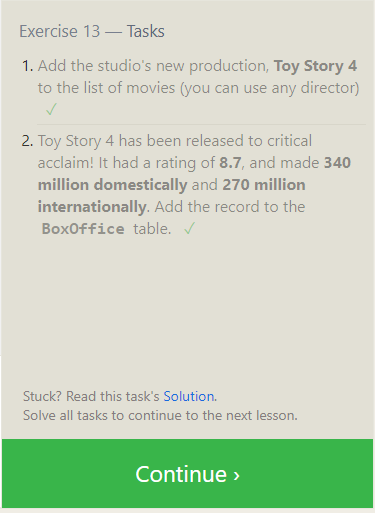 Exercise 13 — Tasks
1. Add the studio's new production, Toy Story 4
to the list of movies (you can use any director)
✓
2. Toy Story 4 has been released to critical
acclaim! It had a rating of 8.7, and made 340
million domestically and 270 million
internationally. Add the record to the
BoxOffice table. ✓
Stuck? Read this task's Solution.
Solve all tasks to continue to the next lesson.
Continue ›